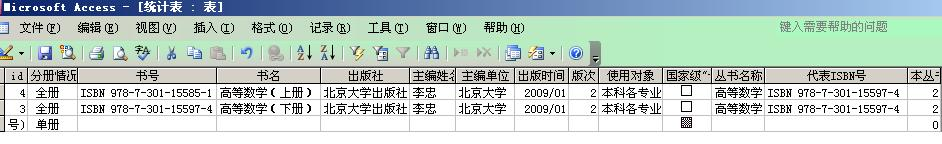 Microsoft Access - [统计表 : 表]
文件(F) 编辑(E) 视图(V) 插入(I) 格式(O) 记录(R) 工具(T) 窗口(W) 帮助(H) 键入需要帮助的问题
id 分册情况 书号 书名 出版社 主编姓名 主编单位 出版时间 版次 使用对象 国家级"十 丛书名称 代表ISBN号 本丛书
4 全册 ISBN 978-7-301-15585-1 高等数学(上册) 北京大学出版社 李忠 北京大学 2009/01 2 本科各专业 高等数学 ISBN 978-7-301-15597-4 2
3 全册 ISBN 978-7-301-15597-4 高等数学(下册) 北京大学出版社 李忠 北京大学 2009/01 2 本科各专业 高等数学 ISBN 978-7-301-15597-4 2
号) 单册 0